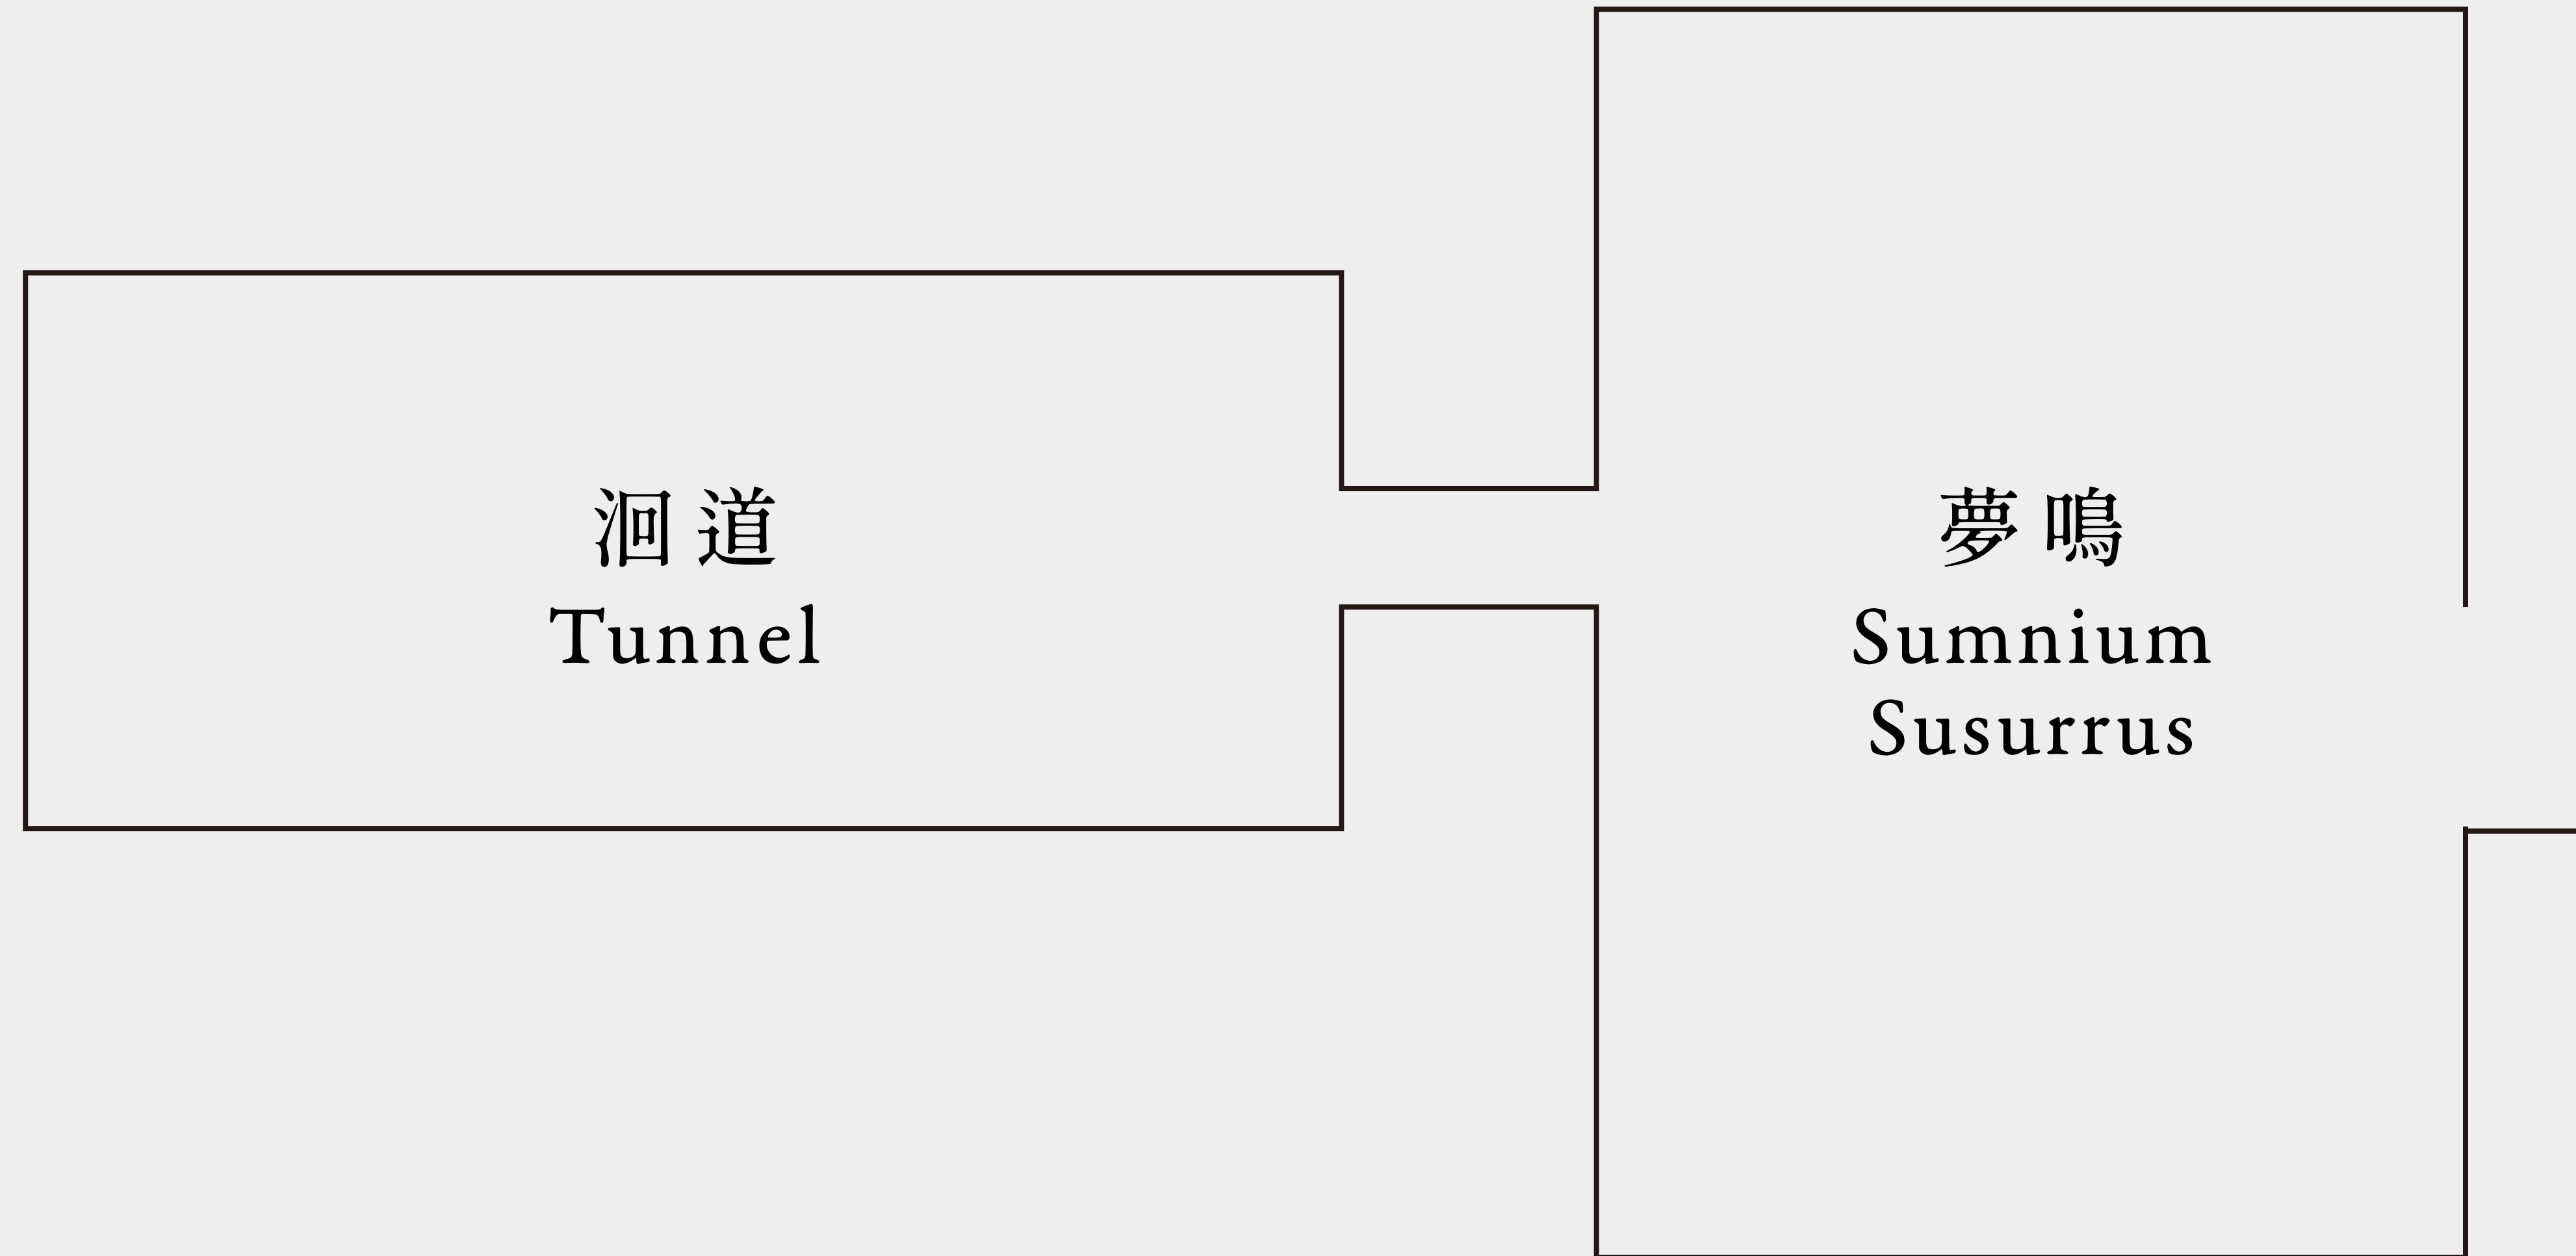 洄道
Tunnel
夢鳴
Sumnium
Susurrus